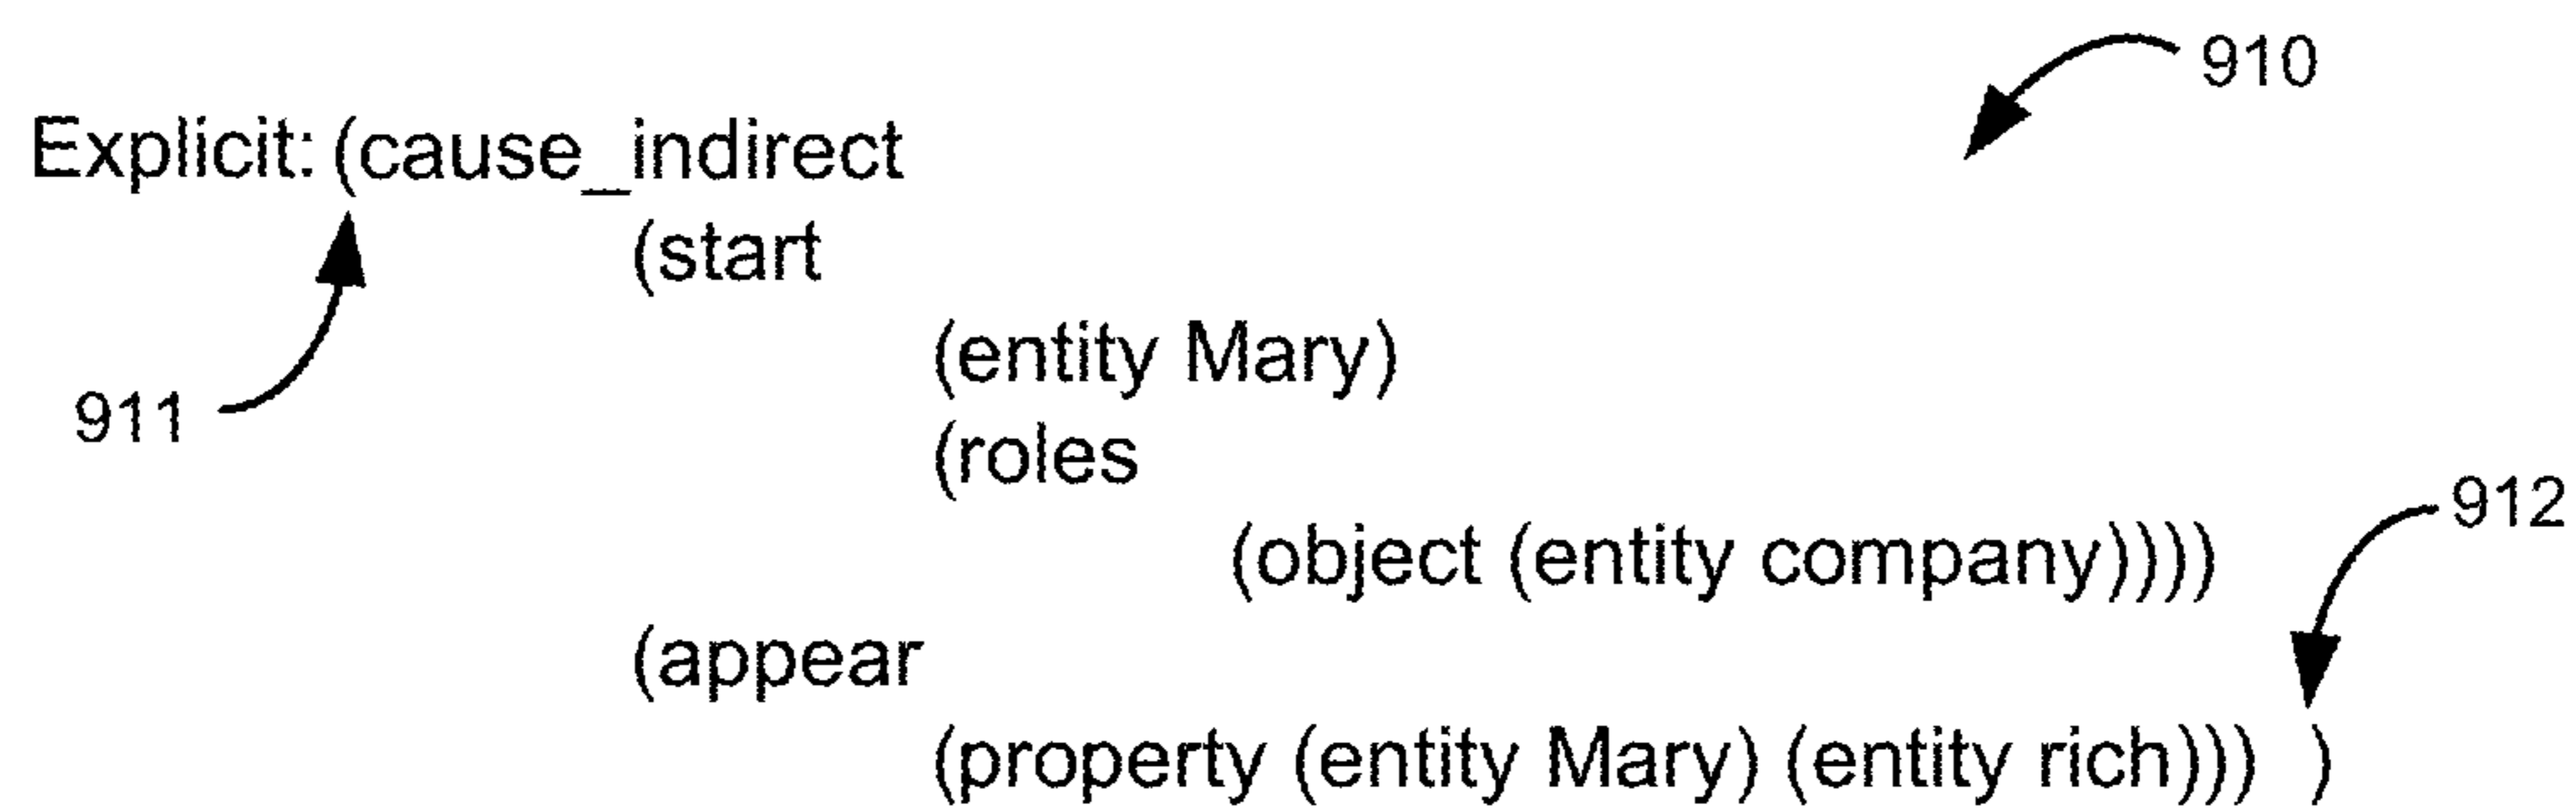 910
Explicit: (cause_indirect
(start
(entity Mary)
911
(roles
912
(object (entity company))))
(appear
(property (entity Mary) (entity rich))) )